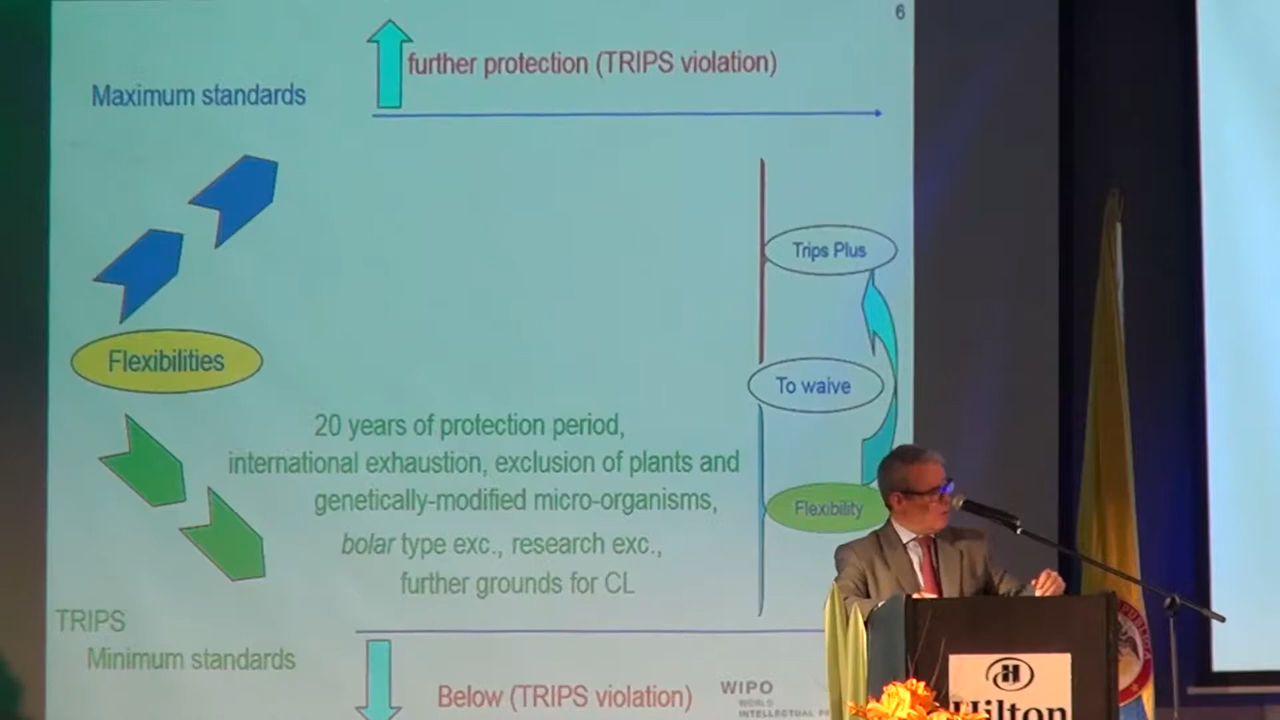 6
further protection (TRIPS violation)
Maximum standards
Trips Plus
Flexibilities
To waive
20 years of protection period,
international exhaustion, exclusion of plants and
genetically-modified micro-organisms,
Flexibility
bolar type exc., research exc.,
further grounds for CL
TRIPS
Minimum standards
Below (TRIPS violation)
WIPO
WORLD
INTELLECTUAL
H
Hilton